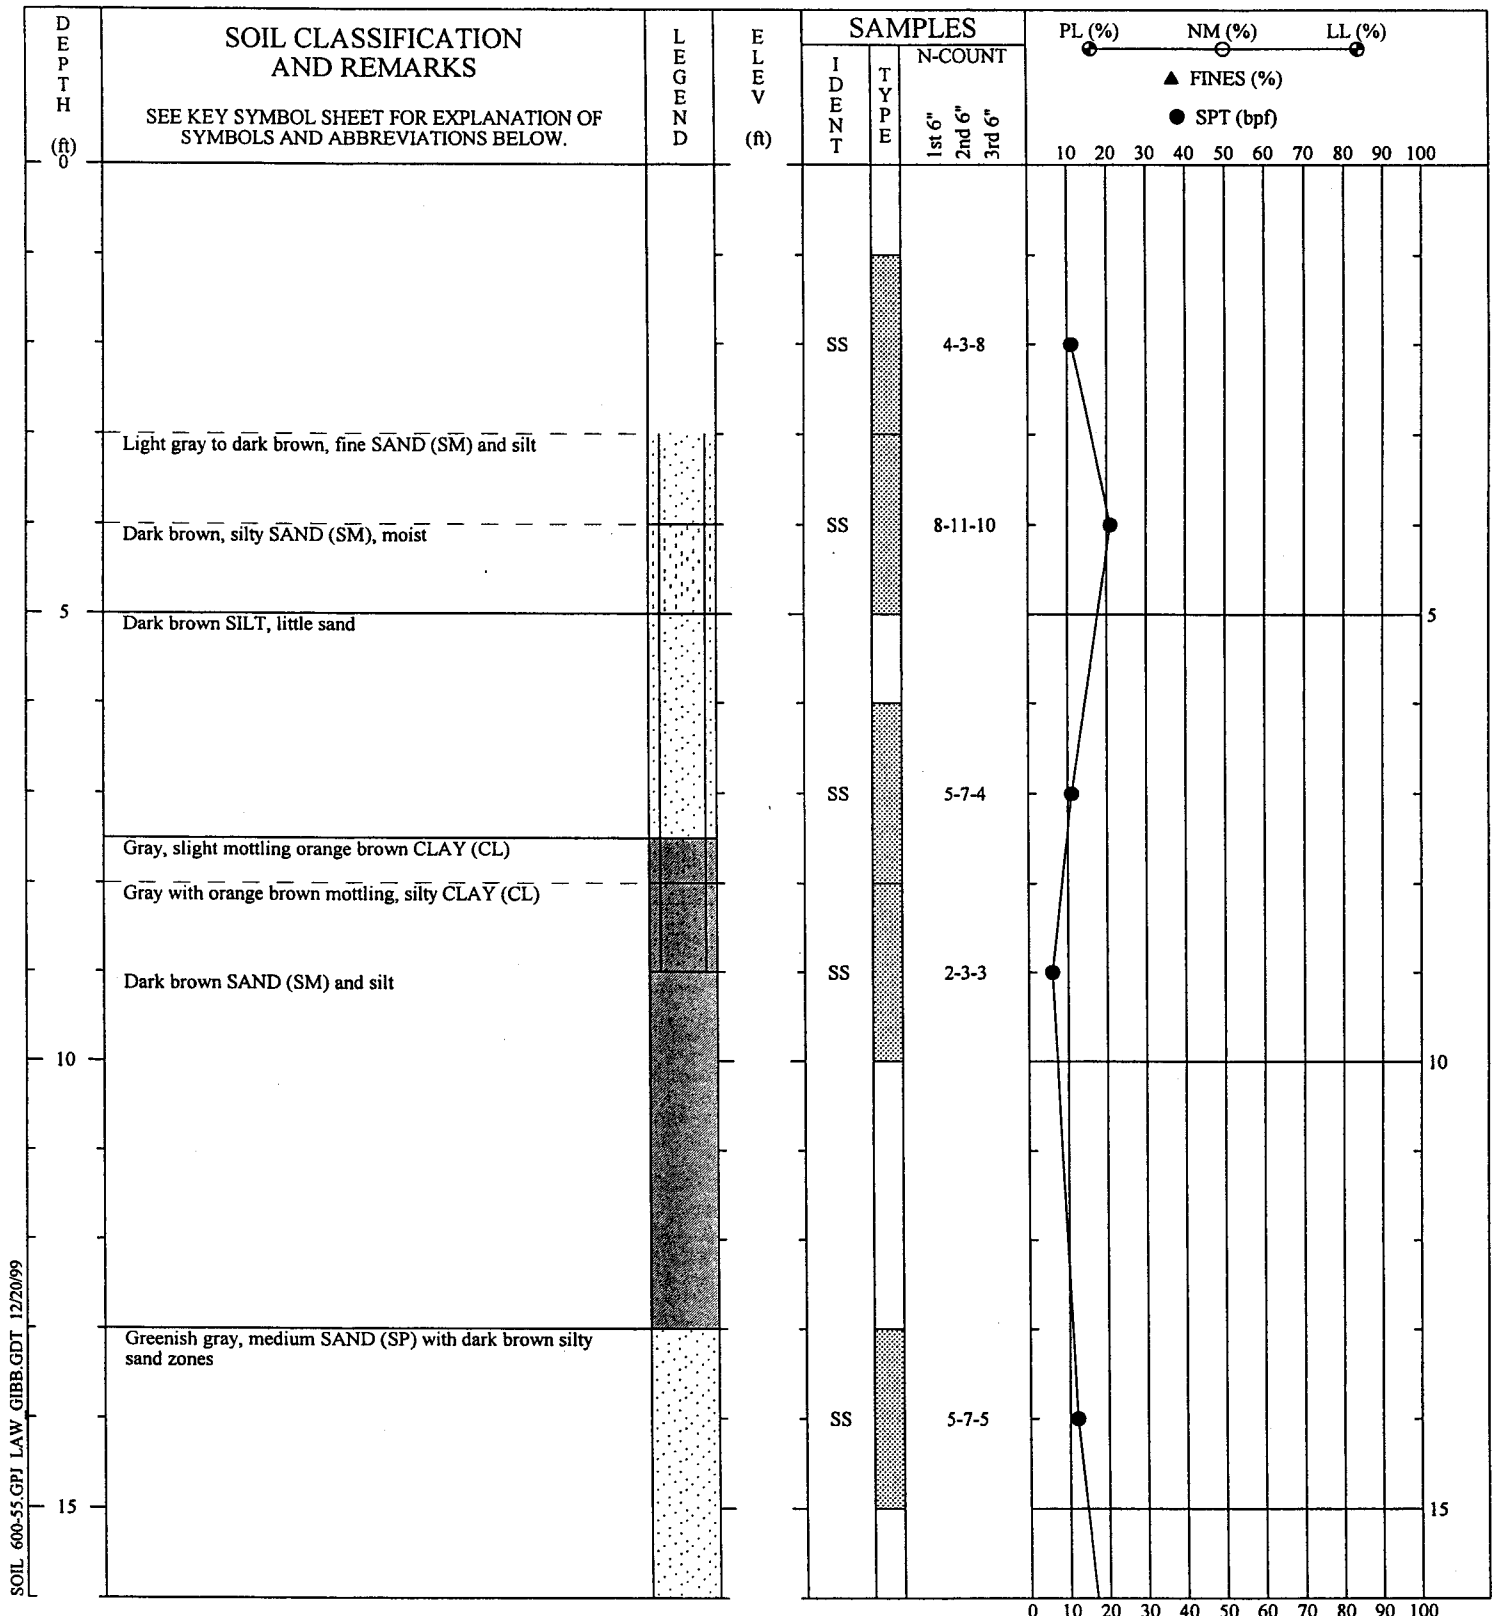 DEPTH
(ft)
SOIL CLASSIFICATION
AND REMARKS
SEE KEY SYMBOL SHEET FOR EXPLANATION OF
SYMBOLS AND ABBREVIATIONS BELOW.
LEGEND
ELEV
(ft)
SAMPLES
IDENT
TYPE
N-COUNT
1st 6"
2nd 6"
3rd 6"
PL (%) NM (%) LL (%)
▲ FINES (%)
● SPT (bpf)
0
10 20 30 40 50 60 70 80 90 100
SS 4-3-8
Light gray to dark brown, fine SAND (SM) and silt
SS 8-11-10
Dark brown, silty SAND (SM), moist
5 5
Dark brown SILT, little sand
SS 5-7-4
Gray, slight mottling orange brown CLAY (CL)
Gray with orange brown mottling, silty CLAY (CL)
SS 2-3-3
Dark brown SAND (SM) and silt
10 10
Greenish gray, medium SAND (SP) with dark brown silty
sand zones
SS 5-7-5
15 15
0 10 20 30 40 50 60 70 80 90 100
SOIL 600-555.GPJ LAW_GIBB.GDT 12/20/99